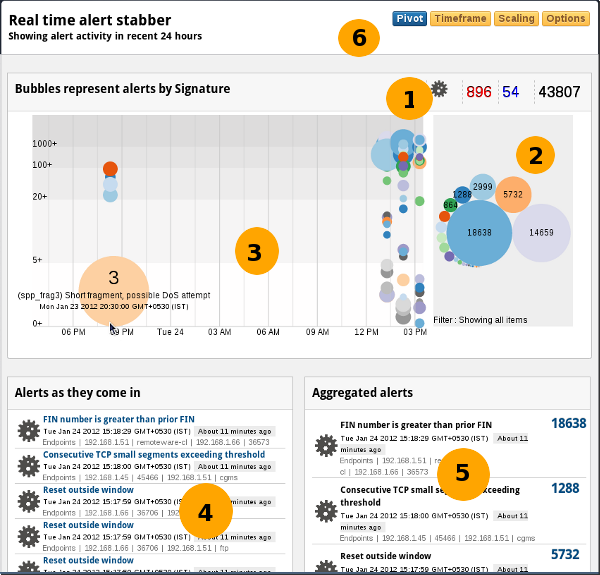 Real time alert stabber
Showing alert activity in recent 24 hours
6
Pivot
Timeframe
Scaling
Options
Bubbles represent alerts by Signature
1
896
54
43807
1000+
100+
20+
5+
0+
3
3
(spp_frag3) Short fragment, possible DoS attempt
Mon Jan 23 2012 20:30:00 GMT+0530 (IST)
06 PM
09 PM
Tue 24
03 AM
06 AM
09 AM
12 PM
03 PM
2
2999
1288
5732
864
18638
14659
Filter : Showing all items
Alerts as they come in
FIN number is greater than prior FIN
Tue Jan 24 2012 15:18:29 GMT+0530 (IST) About 11 minutes ago
Endpoints | 192.168.1.51 | remoteware-cl | 192.168.1.66 | 36573
Consecutive TCP small segments exceeding threshold
Tue Jan 24 2012 15:18:00 GMT+0530 (IST) About 11 minutes ago
Endpoints | 192.168.1.45 | 45466 | 192.168.1.51 | cgms
Reset outside window
Tue Jan 24 2012 15:17:59 GMT+0530 (IST) About 11 minutes ago
Endpoints | 192.168.1.66 | 36706 |
4
Reset outside window
Tue Jan 24 2012 15:17:59 GMT+0530 (IST) About 11 minutes ago
Endpoints | 192.168.1.66 | 36706 | 192.168.1.51 | ftp
Reset outside window
Aggregated alerts
FIN number is greater than prior FIN
18638
Tue Jan 24 2012 15:18:29 GMT+0530 (IST) About 11
minutes ago
Endpoints | 192.168.1.51 |
cl | 192.168.1.66 | 36573
5
Consecutive TCP small exceeding
threshold
1288
Tue Jan 24 2012 15:18:00 GMT+0530 (IST) About 11
minutes ago
Endpoints | 192.168.1.45 | 45466 | 192.168.1.51 | cgms
Reset outside window
5732
Tue Jan 24 2012 15:17:59 GMT+0530 (IST) About 11